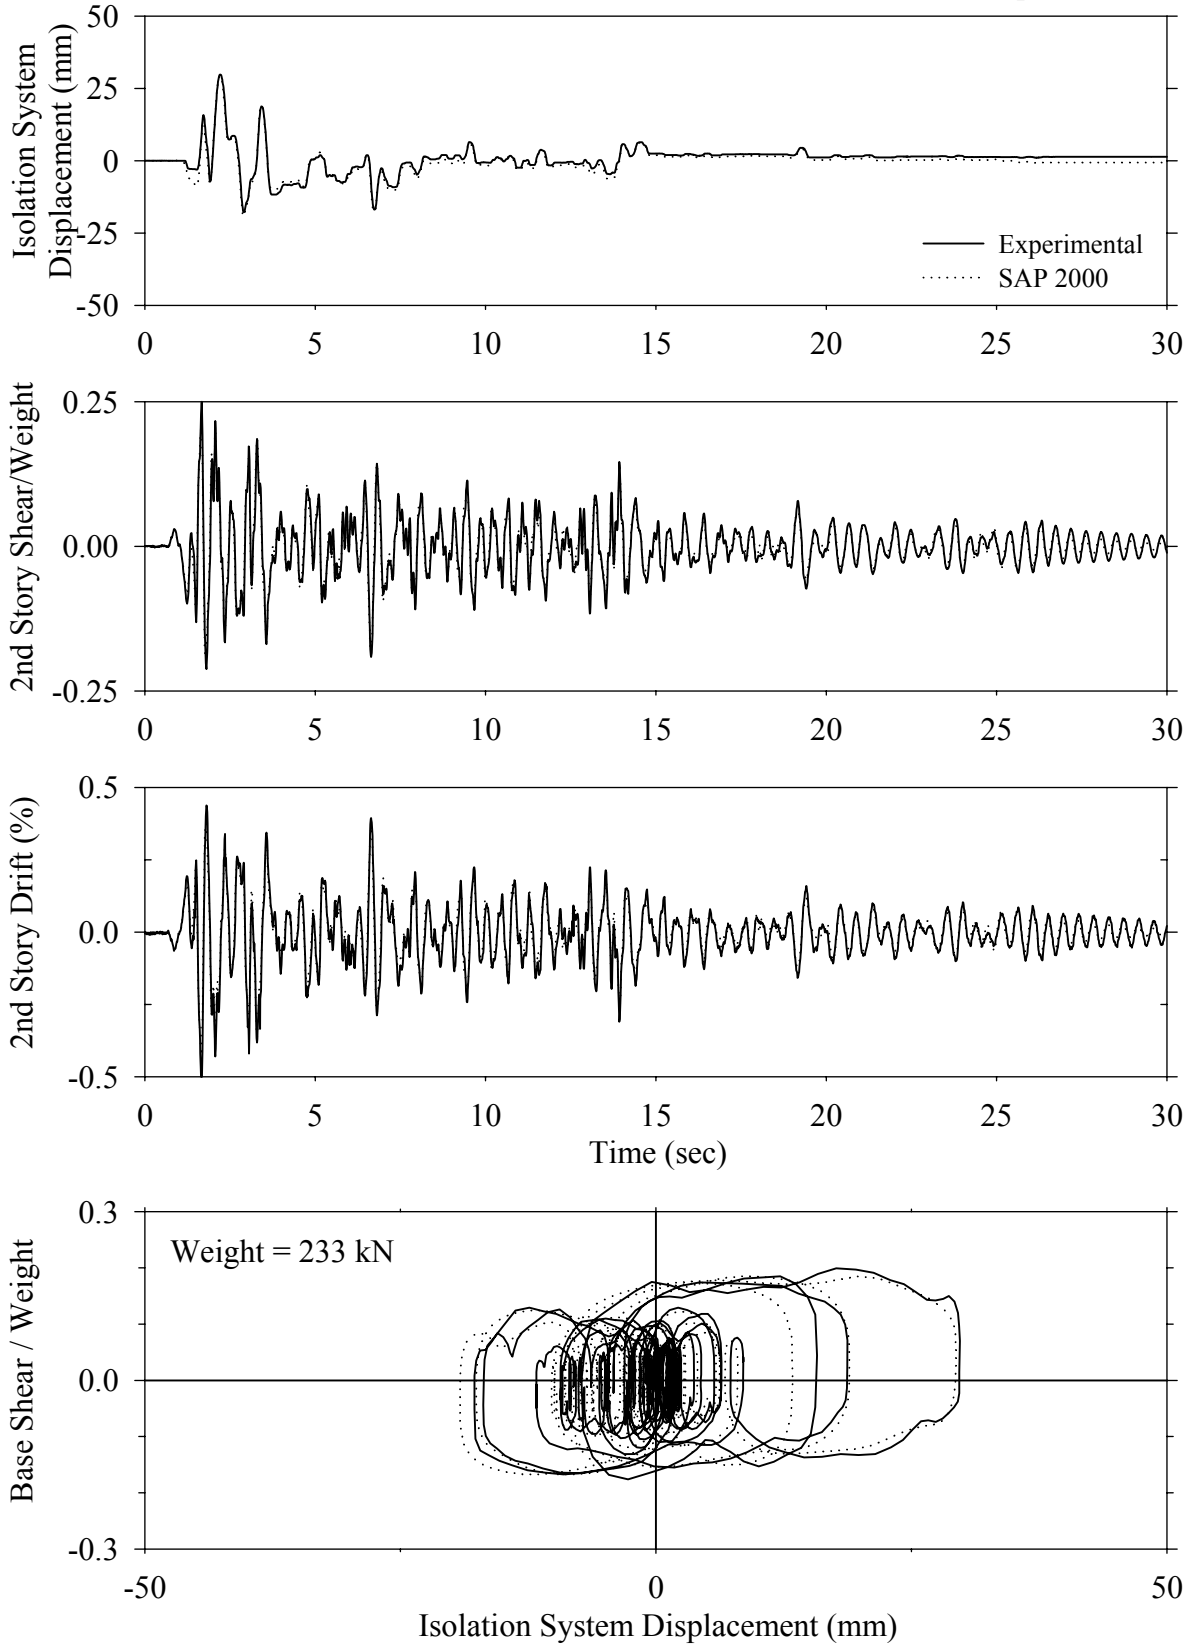 50
25
0
-25
-50
Isolation System
Displacement (mm)
Experimental
SAP 2000
0 5 10 15 20 25 30
0.25
0.00
-0.25
2nd Story Shear/Weight
0 5 10 15 20 25 30
0.5
0.0
-0.5
2nd Story Drift (%)
0 5 10 15 20 25 30
Time (sec)
0.3
0.0
-0.3
Base Shear / Weight
Weight = 233 kN
-50 0 50
Isolation System Displacement (mm)